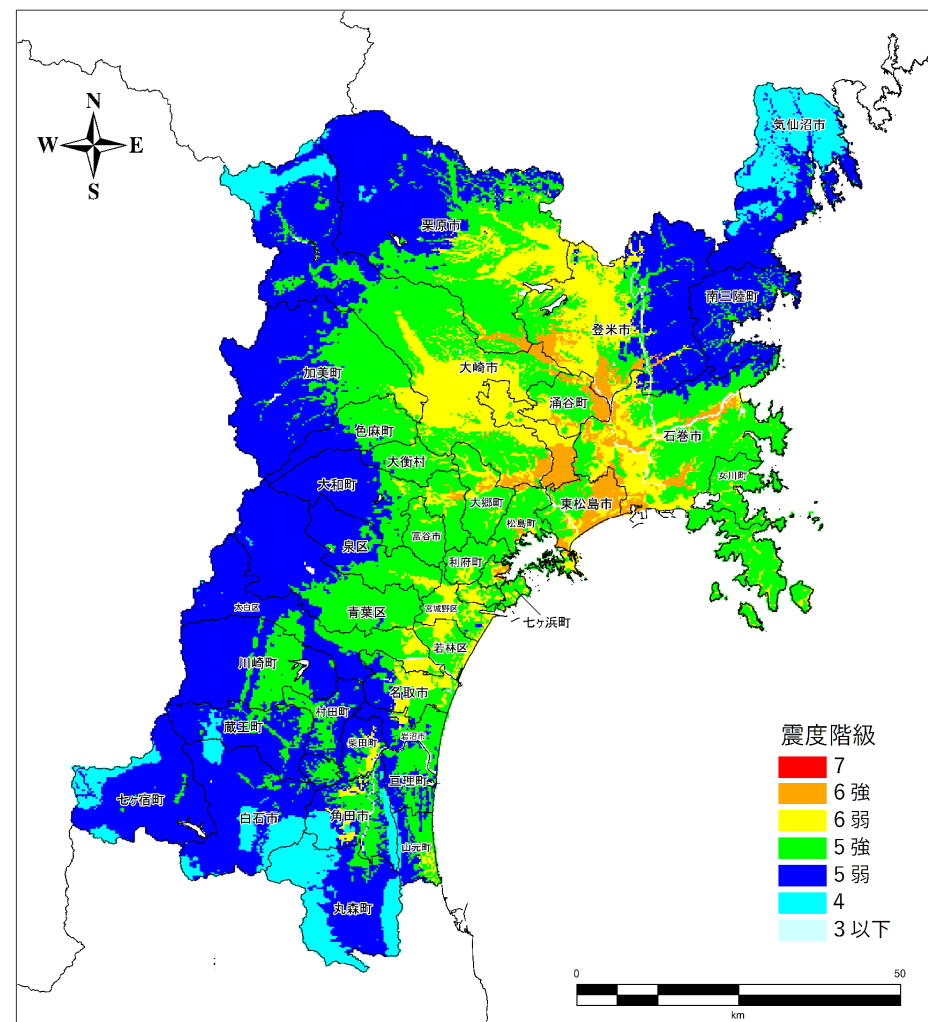 N
W E
S
気仙沼市
栗原市
南三陸町
登米市
大崎市
加美町
涌谷町
色麻町
石巻市
大衡村
女川町
大和町
大郷町
東松島市
松島町
富谷市
泉区
利府町
太白区
青葉区
宮城野区
七ヶ浜町
若林区
川崎町
名取市
村田町
蔵王町
岩沼市
柴田町
亘理町
七ヶ宿町
白石市
角田市
山元町
丸森町
震度階級
7
6強
6弱
5強
5弱
4
3以下
0 50
km